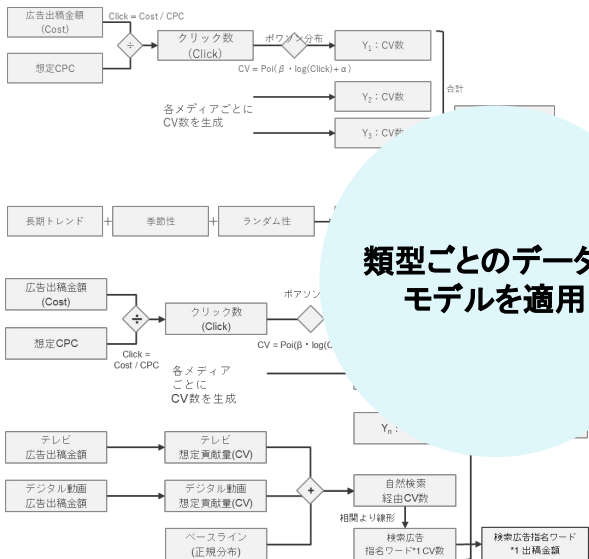 広告出稿金額
(Cost)
Click = Cost / CPC
想定CPC
÷
クリック数
(Click)
ポワソン分布
CV = Poi(β・log(Click)+α)
Y₁：CV数
合計
各メディアごとに
CV数を生成
Y₂：CV数
Y₃：CV数
長期トレンド
+
季節性
+
ランダム性
類型ごとのデータ
モデルを適用
広告出稿金額
(Cost)
想定CPC
÷
Click =
Cost / CPC
クリック数
(Click)
ポアソン
CV = Poi(β・log(C
各メディア
ごとに
CV数を生成
Yₙ：
テレビ
広告出稿金額
テレビ
想定貢献量(CV)
デジタル動画
広告出稿金額
デジタル動画
想定貢献量(CV)
+
自然検索
経由CV数
相関より線形
ベースライン
(正規分布)
検索広告
指名ワード*1 CV数
検索広告指名ワード
*1 出稿金額